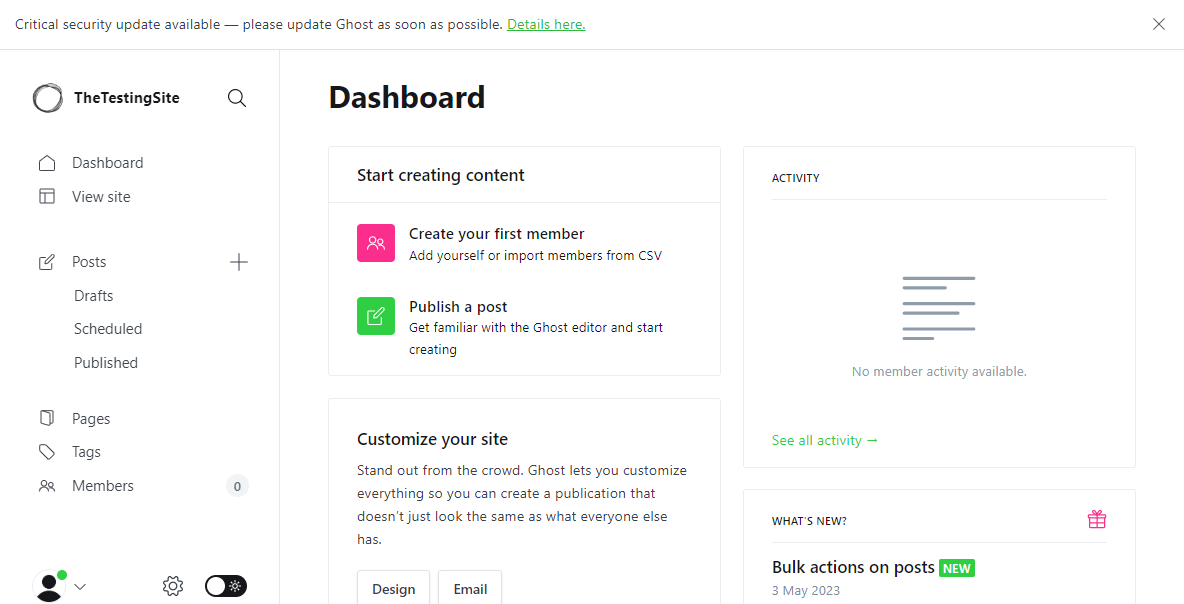 Critical security update available — please update Ghost as soon as possible. Details here.
TheTestingSite
Dashboard
View site
Posts
Drafts
Scheduled
Published
Pages
Tags
Members
0
Dashboard
Start creating content
Create your first member
Add yourself or import members from CSV
Publish a post
Get familiar with the Ghost editor and start
creating
Customize your site
Stand out from the crowd. Ghost lets you customize
everything so you can create a publication that
doesn't just look the same as what everyone else
has.
Design
Email
ACTIVITY
No member activity available.
See all activity →
WHAT'S NEW?
Bulk actions on posts NEW
3 May 2023